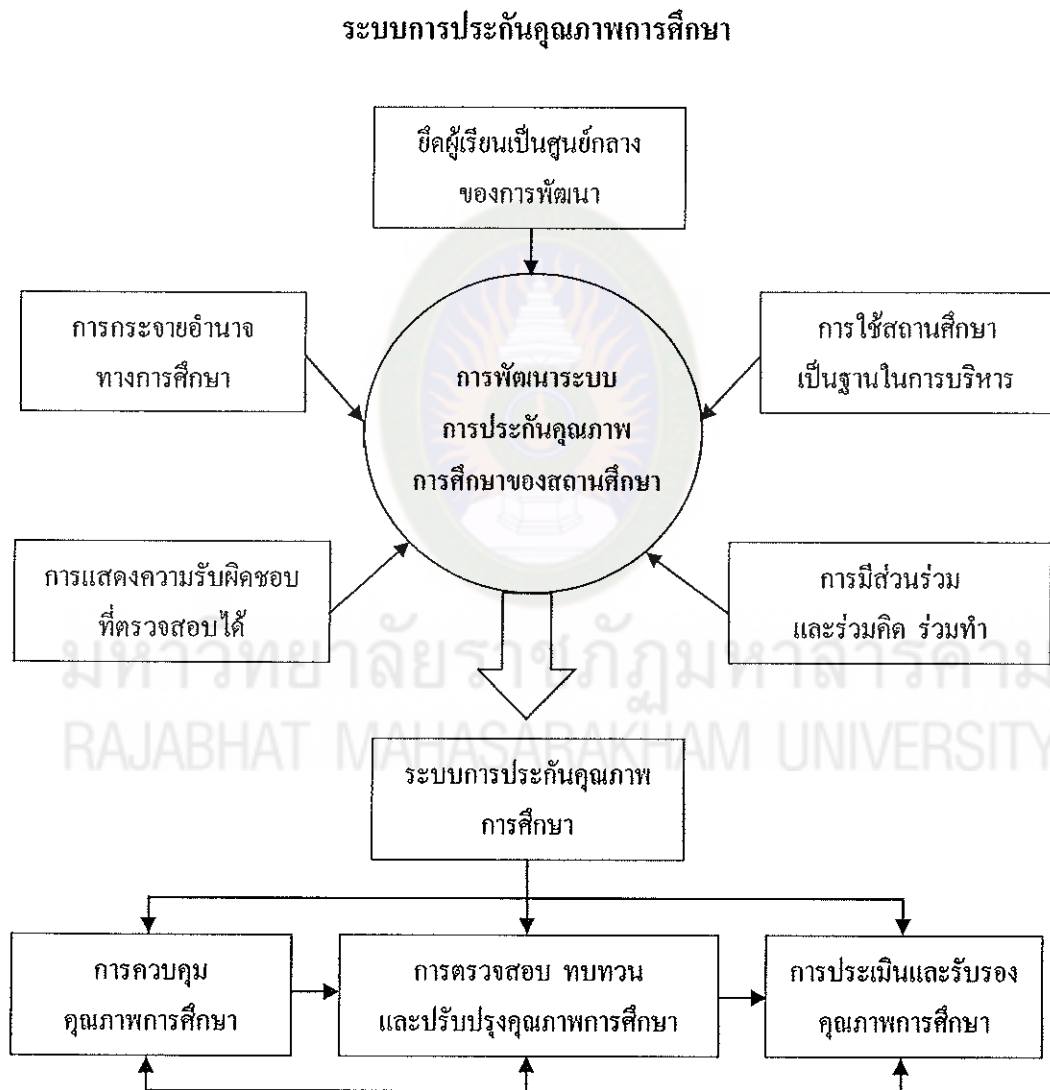 ระบบการประกันคุณภาพการศึกษา
ยึดผู้เรียนเป็นศูนย์กลาง
ของการพัฒนา
การกระจายอำนาจ
ทางการศึกษา
การใช้สถานศึกษา
เป็นฐานในการบริหาร
การพัฒนาระบบ
การประกันคุณภาพ
การศึกษาของสถานศึกษา
การแสดงความรับผิดชอบ
ที่ตรวจสอบได้
การมีส่วนร่วม
และร่วมคิด ร่วมทำ
มหาวิทยาลัยราชภัฏมหาสารคาม
RAJABHAT MAHASARAKHAM UNIVERSITY
ระบบการประกันคุณภาพ
การศึกษา
การควบคุม
คุณภาพการศึกษา
การตรวจสอบ ทบทวน
และปรับปรุงคุณภาพการศึกษา
การประเมินและรับรอง
คุณภาพการศึกษา